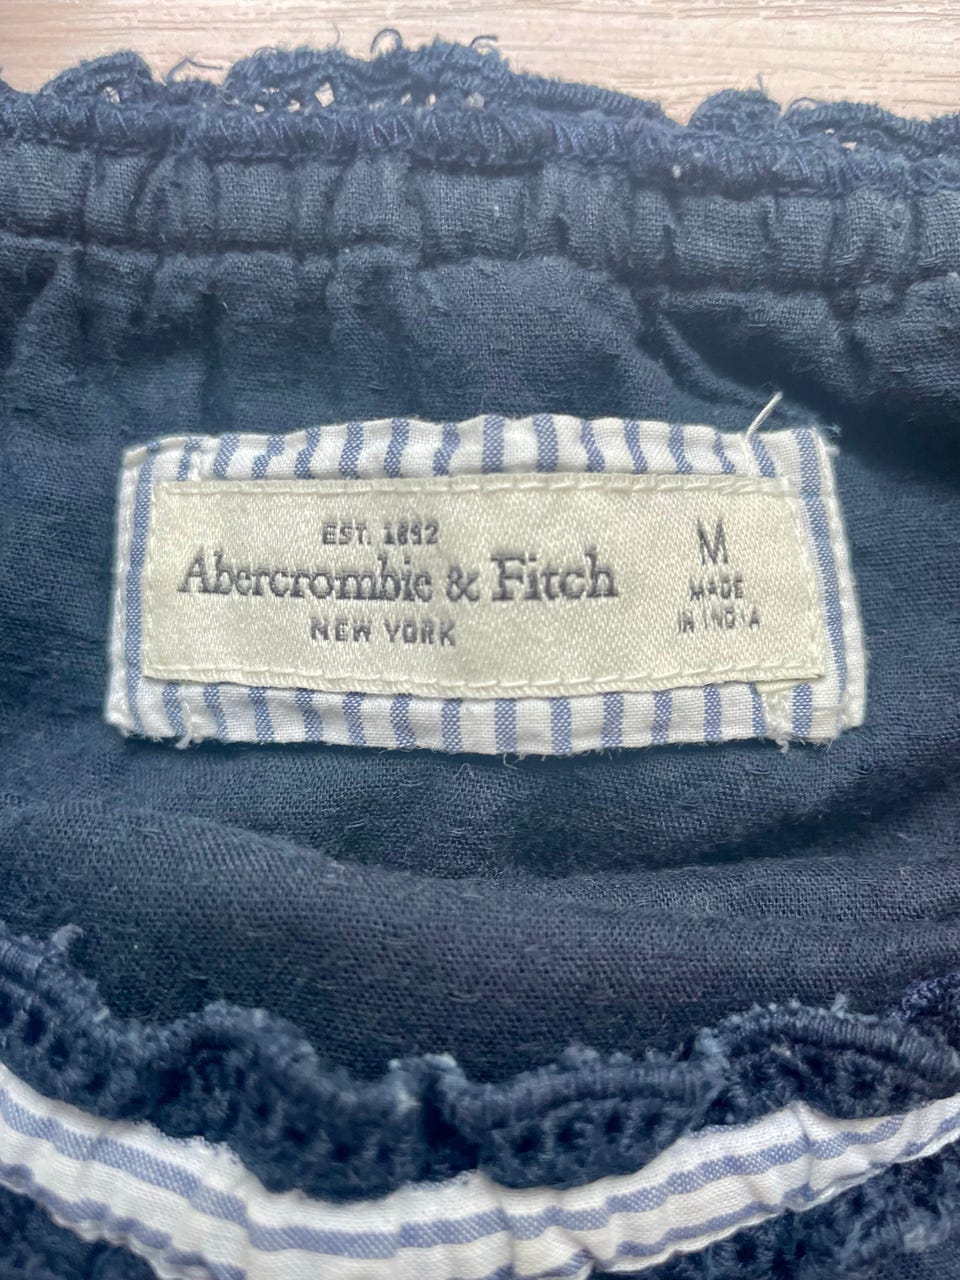 EST. 1892
Abercrombie & Fitch
NEW YORK
M
MADE
IN INDIA